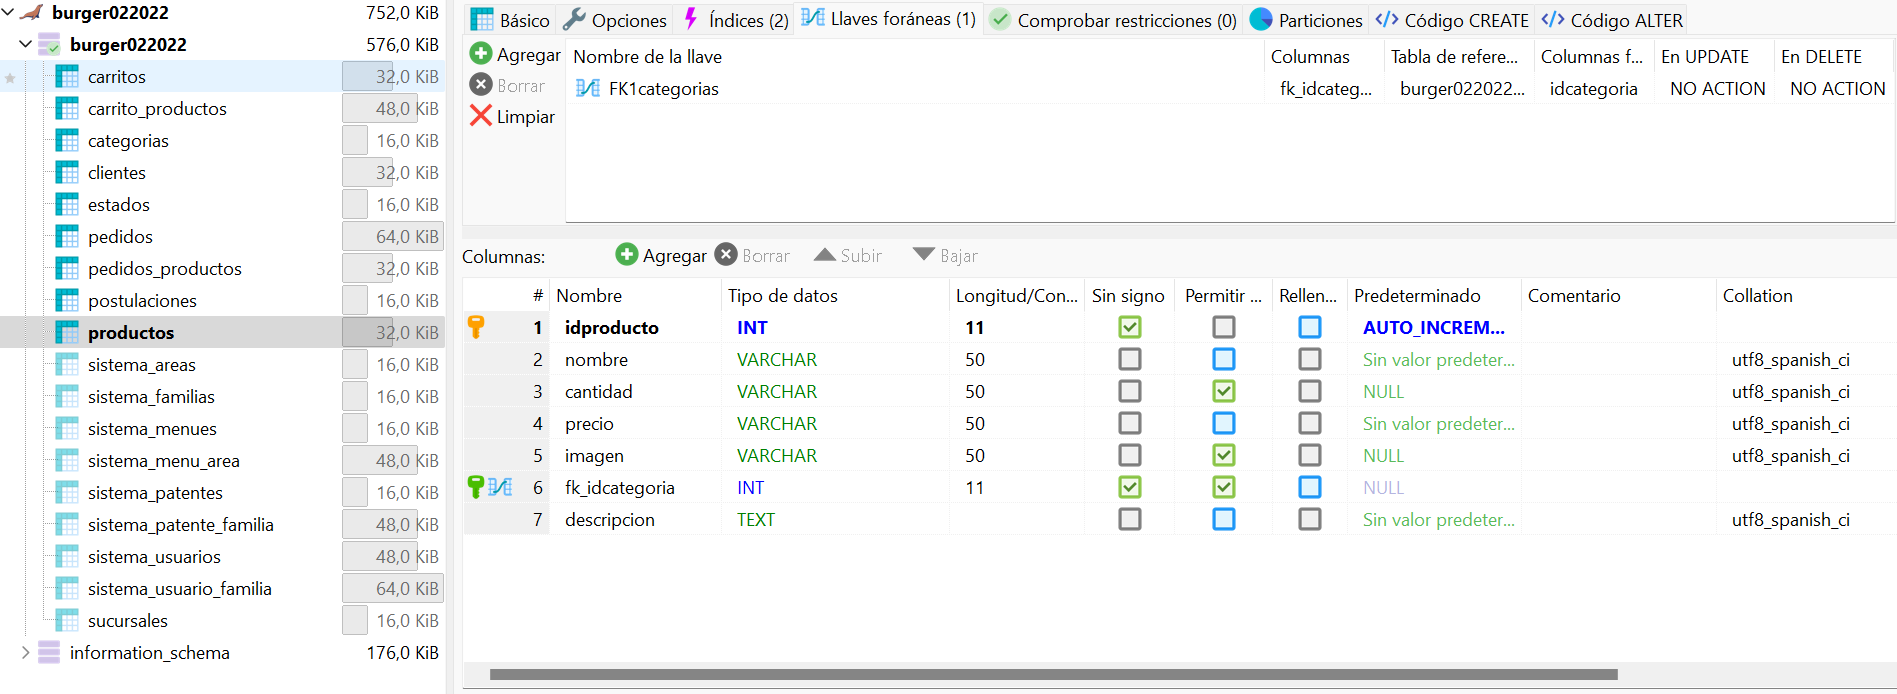 burger022022 752,0 KiB
burger022022 576,0 KiB
carritos 32,0 KiB
carrito_productos 48,0 KiB
categorias 16,0 KiB
clientes 32,0 KiB
estados 16,0 KiB
pedidos 64,0 KiB
pedidos_productos 32,0 KiB
postulaciones 16,0 KiB
productos 32,0 KiB
sistema_areas 16,0 KiB
sistema_familias 16,0 KiB
sistema_menues 16,0 KiB
sistema_menu_area 48,0 KiB
sistema_patentes 16,0 KiB
sistema_patente_familia 48,0 KiB
sistema_usuarios 48,0 KiB
sistema_usuario_familia 64,0 KiB
sucursales 16,0 KiB
information_schema 176,0 KiB
Básico Opciones Índices (2) Llaves foráneas (1) Comprobar restricciones (0) Particiones </> Código CREATE </> Código ALTER
Agregar
Borrar
Limpiar
Nombre de la llave Columnas Tabla de refere... Columnas f... En UPDATE En DELETE
FK1categorias fk_idcateg... burger022022... idcategoria NO ACTION NO ACTION
Columnas: Agregar Borrar Subir Bajar
# Nombre Tipo de datos Longitud/Con... Sin signo Permitir ... Rellen... Predeterminado Comentario Collation
1 idproducto INT 11 AUTO_INCREM...
2 nombre VARCHAR 50 Sin valor predeter... utf8_spanish_ci
3 cantidad VARCHAR 50 NULL utf8_spanish_ci
4 precio VARCHAR 50 Sin valor predeter... utf8_spanish_ci
5 imagen VARCHAR 50 NULL utf8_spanish_ci
6 fk_idcategoria INT 11 NULL
7 descripcion TEXT Sin valor predeter... utf8_spanish_ci